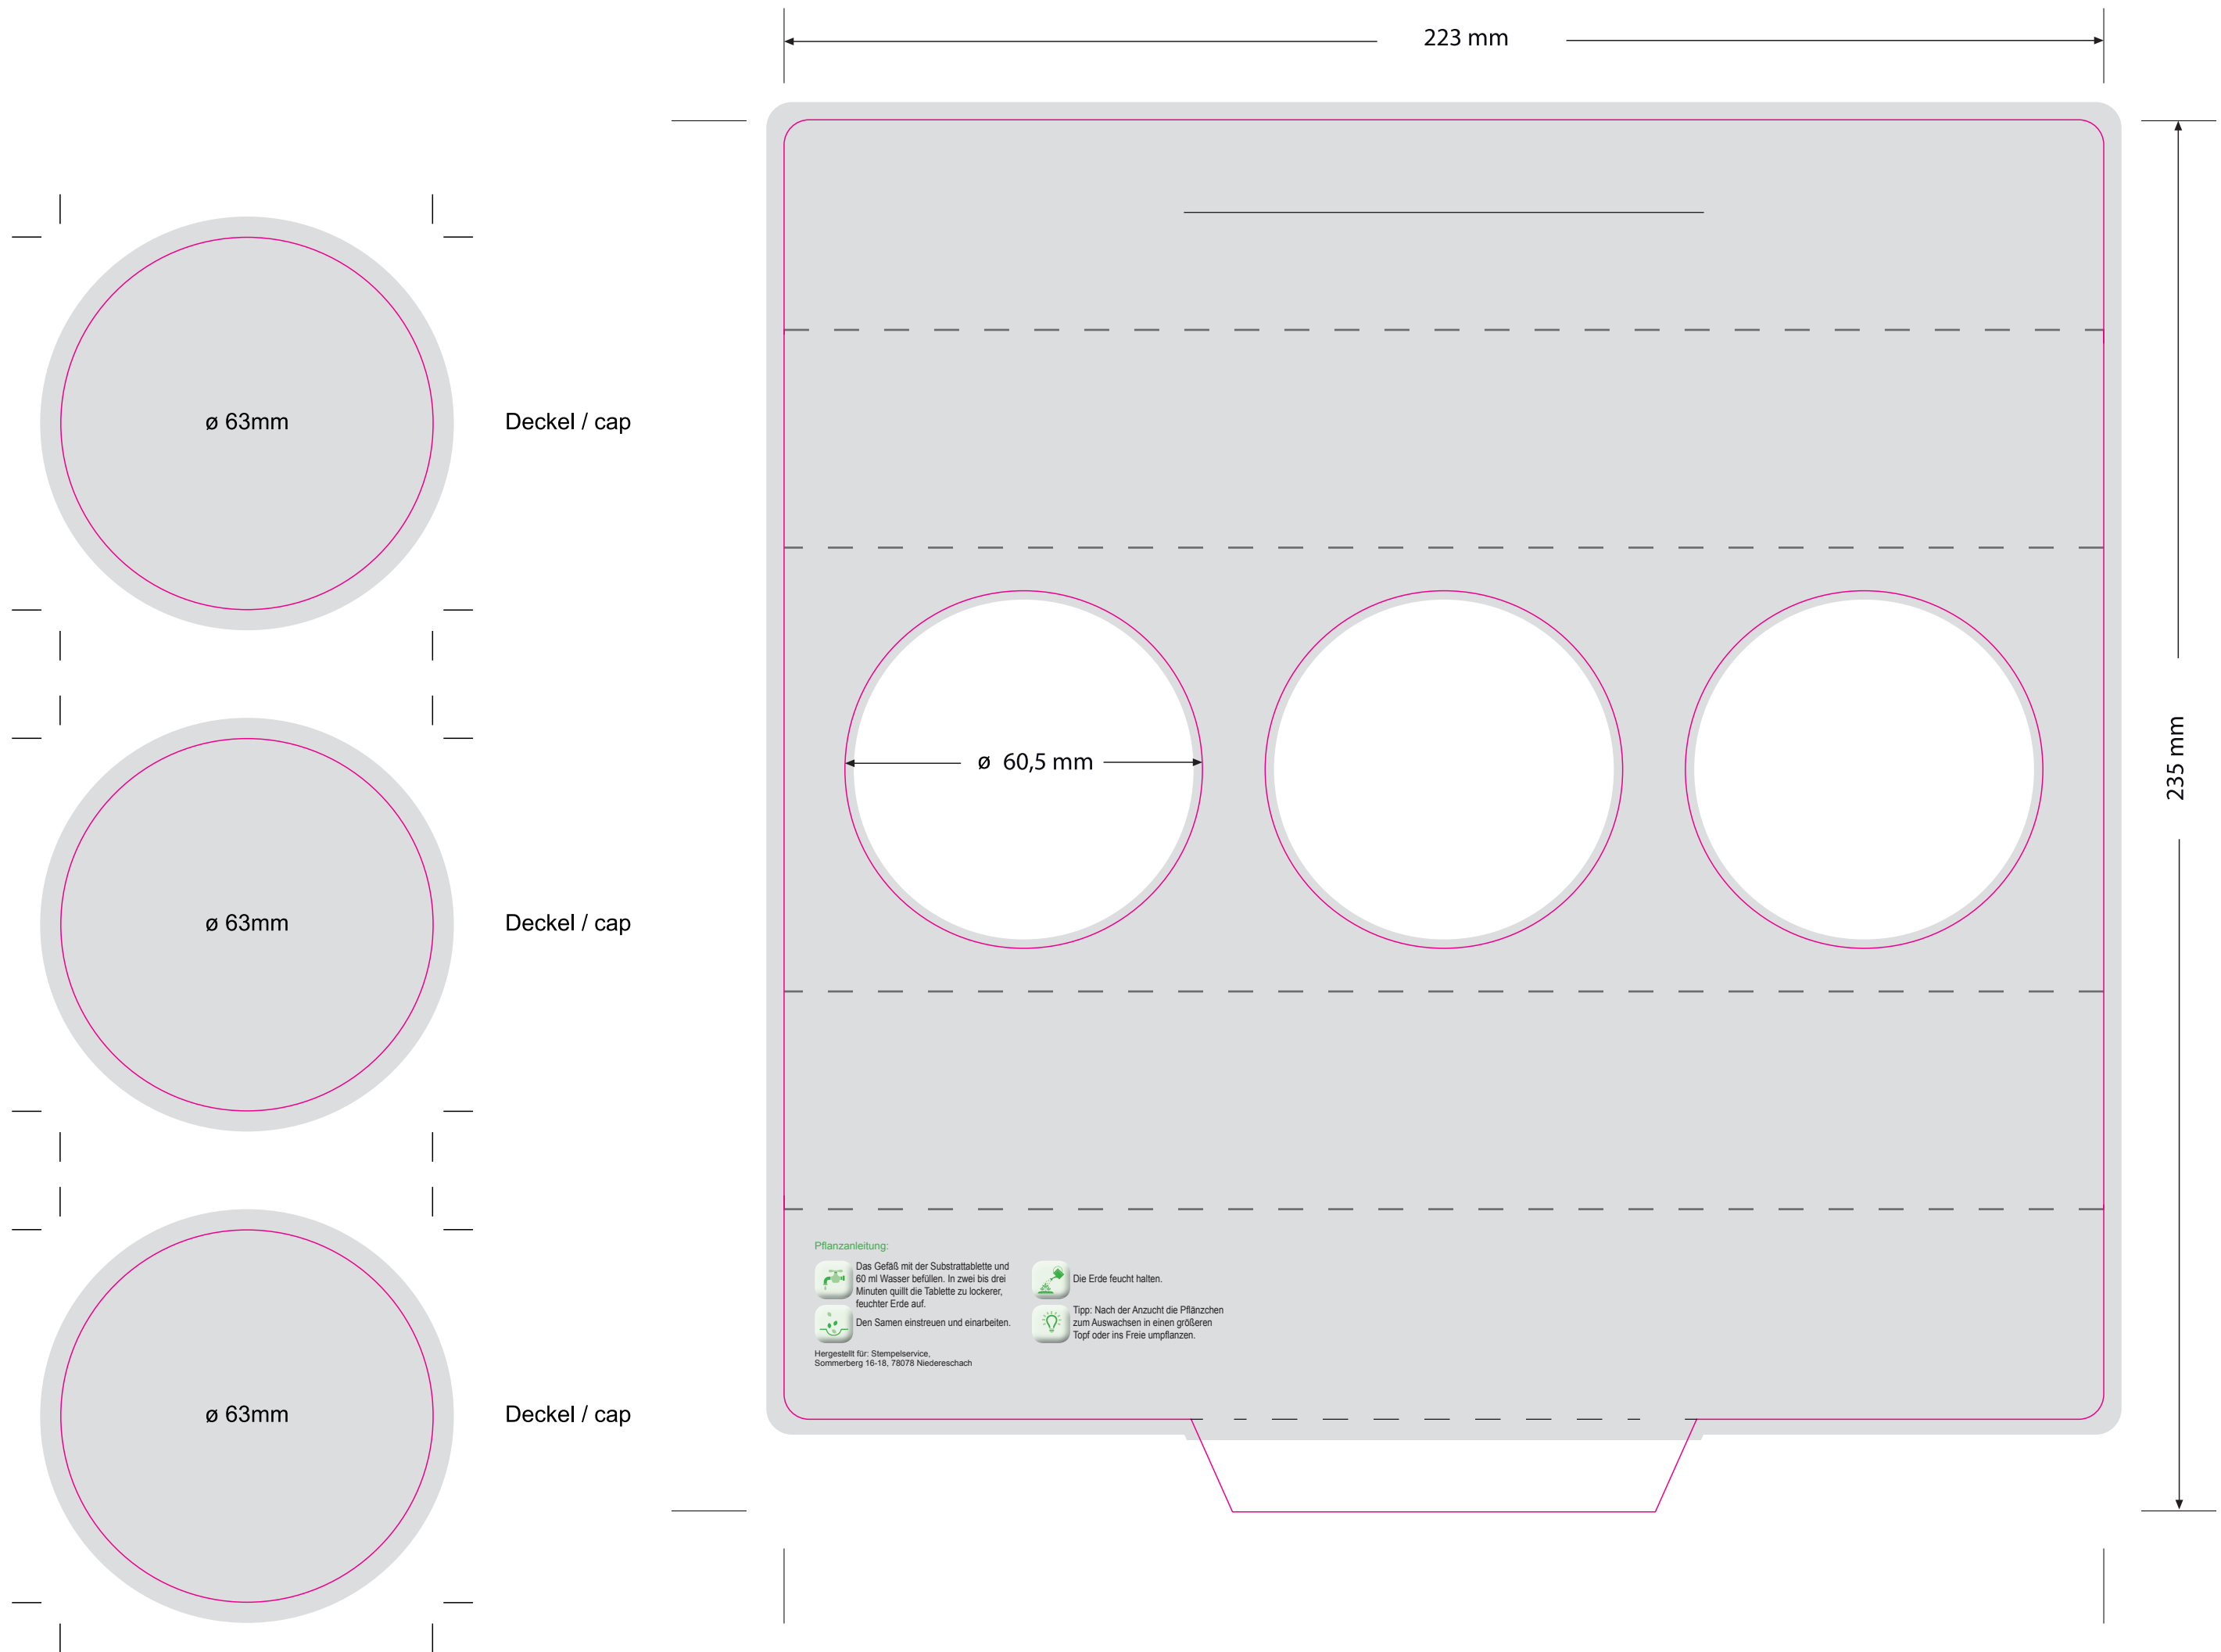 223 mm
ø 63mm
Deckel / cap
ø 60,5 mm
235 mm
ø 63mm
Deckel / cap
Pflanzanleitung:
Das Gefäß mit der Substrattablette und
60 ml Wasser befüllen. In zwei bis drei
Minuten quillt die Tablette zu lockerer,
feuchter Erde auf.
Den Samen einstreuen und einarbeiten.
Die Erde feucht halten.
Tipp: Nach der Anzucht die Pflänzchen
zum Auswachsen in einen größeren
Topf oder ins Freie umpflanzen.
Hergestellt für: Stempelservice,
Sommerberg 16-18, 78078 Niedereschach
ø 63mm
Deckel / cap